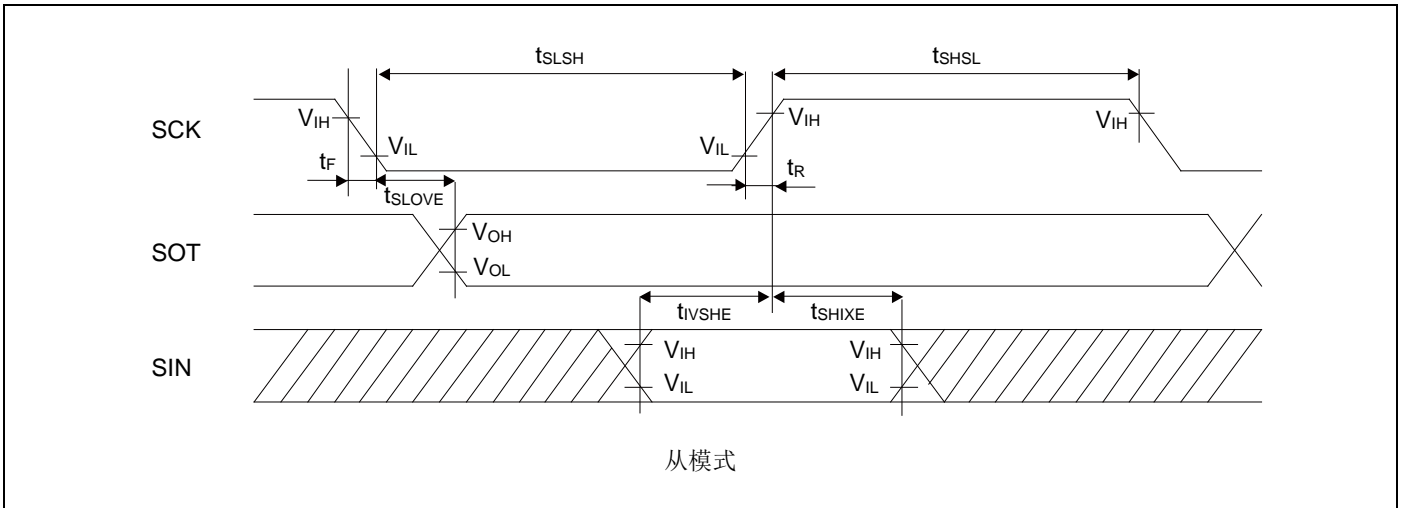 tSLSH
tSHSL
SCK
VIH
VIL
VIL
VIH
VIH
tF
tSLOVE
tR
SOT
VOH
VOL
tIVSHE
tSHIXE
SIN
VIH
VIL
VIH
VIL
从模式